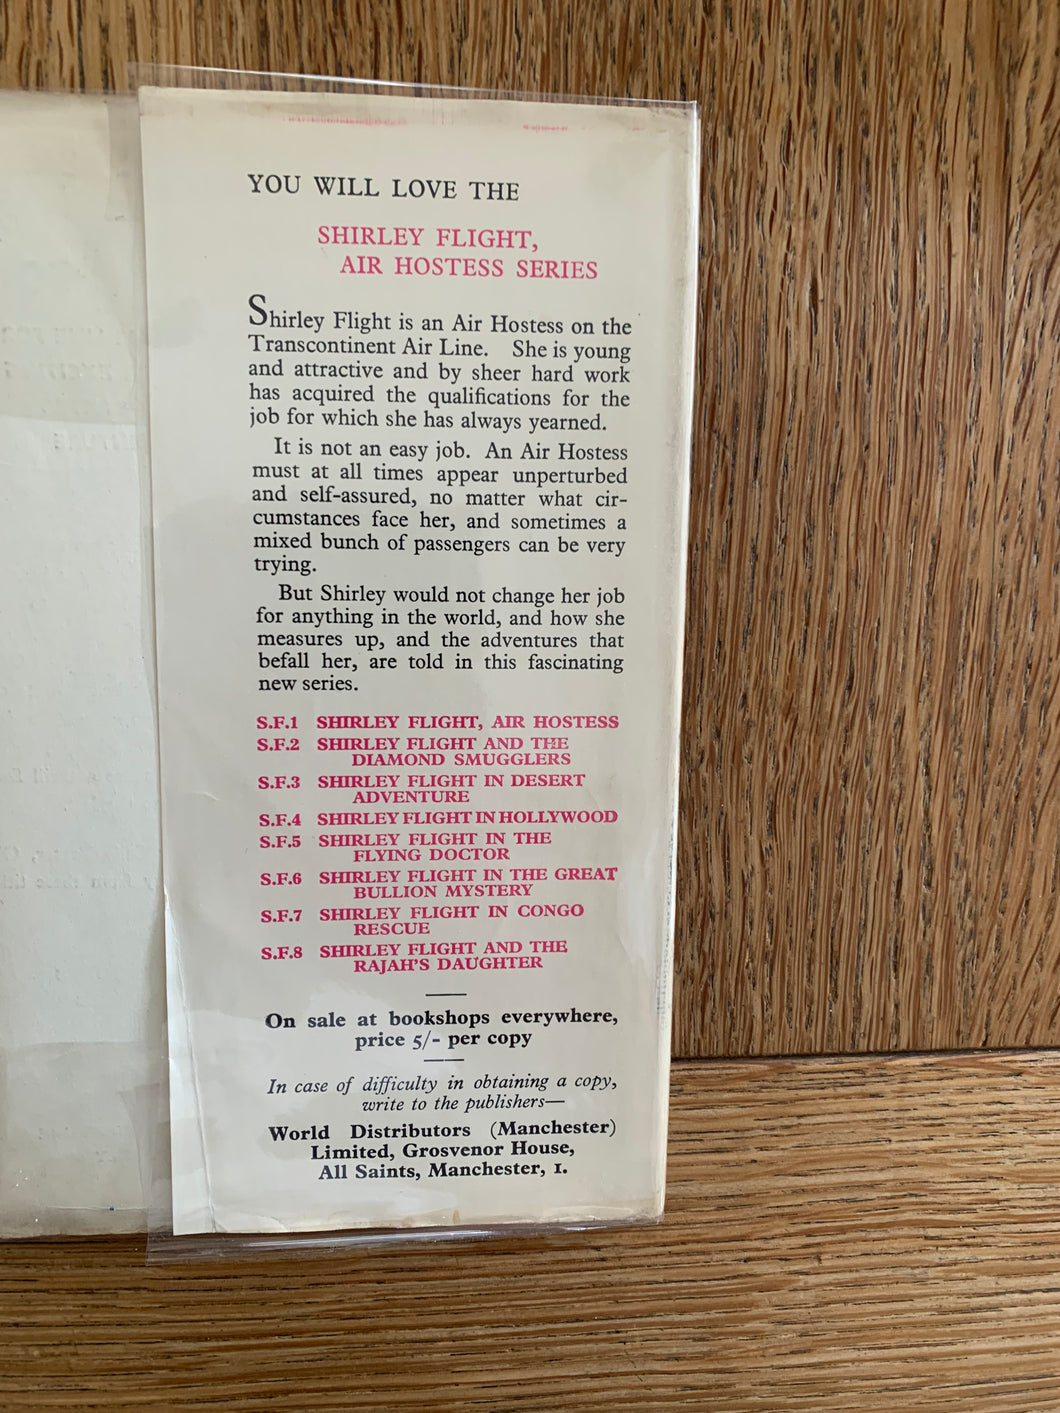 YOU WILL LOVE THE
SHIRLEY FLIGHT,
AIR HOSTESS SERIES
Shirley Flight is an Air Hostess on the
Transcontinent Air Line. She is young
and attractive and by sheer hard work
has acquired the qualifications for the
job for which she has always yearned.
It is not an easy job. An Air Hostess
must at all times appear unperturbed
and self-assured, no matter what cir-
cumstances face her, and sometimes a
mixed bunch of passengers can be very
trying.
But Shirley would not change her job
for anything in the world, and how she
measures up, and the adventures that
befall her, are told in this fascinating
new series.
S.F.1 SHIRLEY FLIGHT, AIR HOSTESS
S.F.2 SHIRLEY FLIGHT AND THE
DIAMOND SMUGGLERS
S.F.3 SHIRLEY FLIGHT IN DESERT
ADVENTURE
S.F.4 SHIRLEY FLIGHT IN HOLLYWOOD
S.F.5 SHIRLEY FLIGHT IN THE
FLYING DOCTOR
S.F.6 SHIRLEY FLIGHT IN THE GREAT
BULLION MYSTERY
S.F.7 SHIRLEY FLIGHT IN CONGO
RESCUE
S.F.8 SHIRLEY FLIGHT AND THE
RAJAH'S DAUGHTER
On sale at bookshops everywhere,
price 5/- per copy
In case of difficulty in obtaining a copy,
write to the publishers—
World Distributors (Manchester)
Limited, Grosvenor House,
All Saints, Manchester, 1.